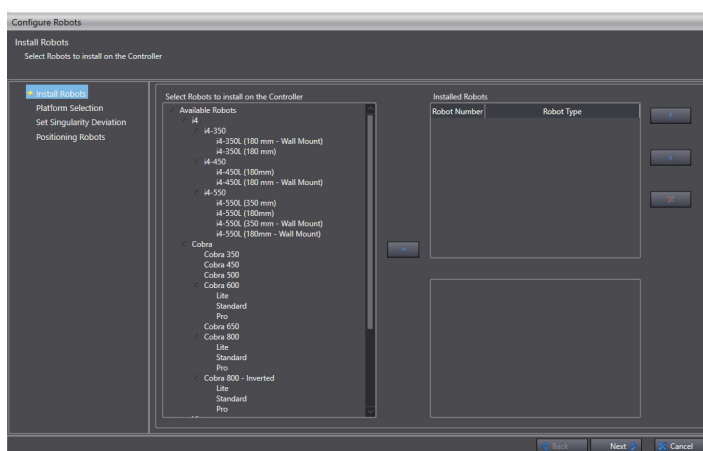 Configure Robots
Install Robots
Select Robots to install on the Controller
Install Robots
Platform Selection
Set Singularity Deviation
Positioning Robots
Select Robots to install on the Controller
Available Robots
i4
i4-350
i4-350L (180 mm - Wall Mount)
i4-350L (180 mm)
i4-450
i4-450L (180mm)
i4-450L (180 mm - Wall Mount)
i4-550
i4-550L (350 mm)
i4-550L (180mm)
i4-550L (350 mm - Wall Mount)
i4-550L (180mm - Wall Mount)
Cobra
Cobra 350
Cobra 450
Cobra 500
Cobra 600
Lite
Standard
Pro
Cobra 650
Cobra 800
Lite
Standard
Pro
Cobra 800 - Inverted
Lite
Standard
Pro
Installed Robots
Robot Number Robot Type
Back Next Cancel